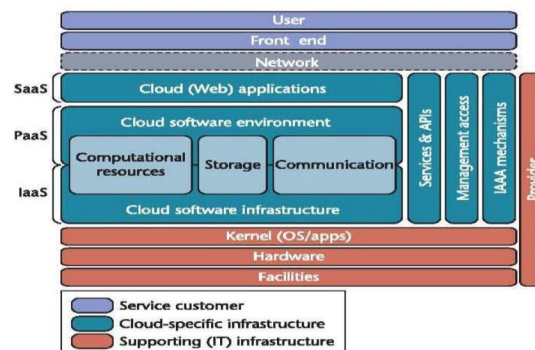 User
Front end
Network
SaaS
Cloud (Web) applications
PaaS
Cloud software environment
Computational
resources
Storage
Communication
IaaS
Cloud software infrastructure
Services & APIs
Management access
IAAA mechanisms
Provider
Kernel (OS/apps)
Hardware
Facilities
Service customer
Cloud-specific infrastructure
Supporting (IT) infrastructure